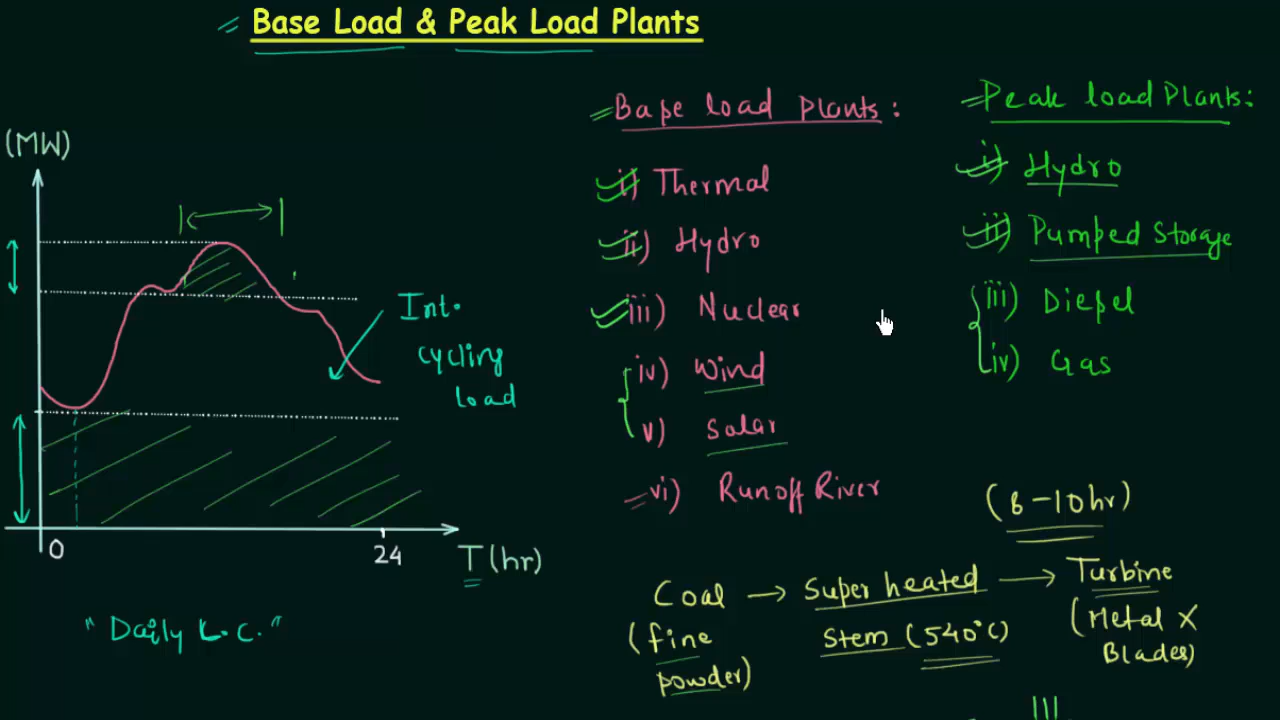 Base Load & Peak Load Plants
(MW)
Int.
cycling
load
0
24
T(hr)
"Daily L.C."
Base load Plants:
i) Thermal
ii) Hydro
iii) Nuclear
iv) Wind
v) Solar
vi) Runoff River
Peak load Plants:
i) Hydro
ii) Pumped Storage
iii) Diesel
iv) Gas
(8-10hr)
Coal → Super heated → Turbine
(fine Stem (540°C) (Metal X
powder) Blades)